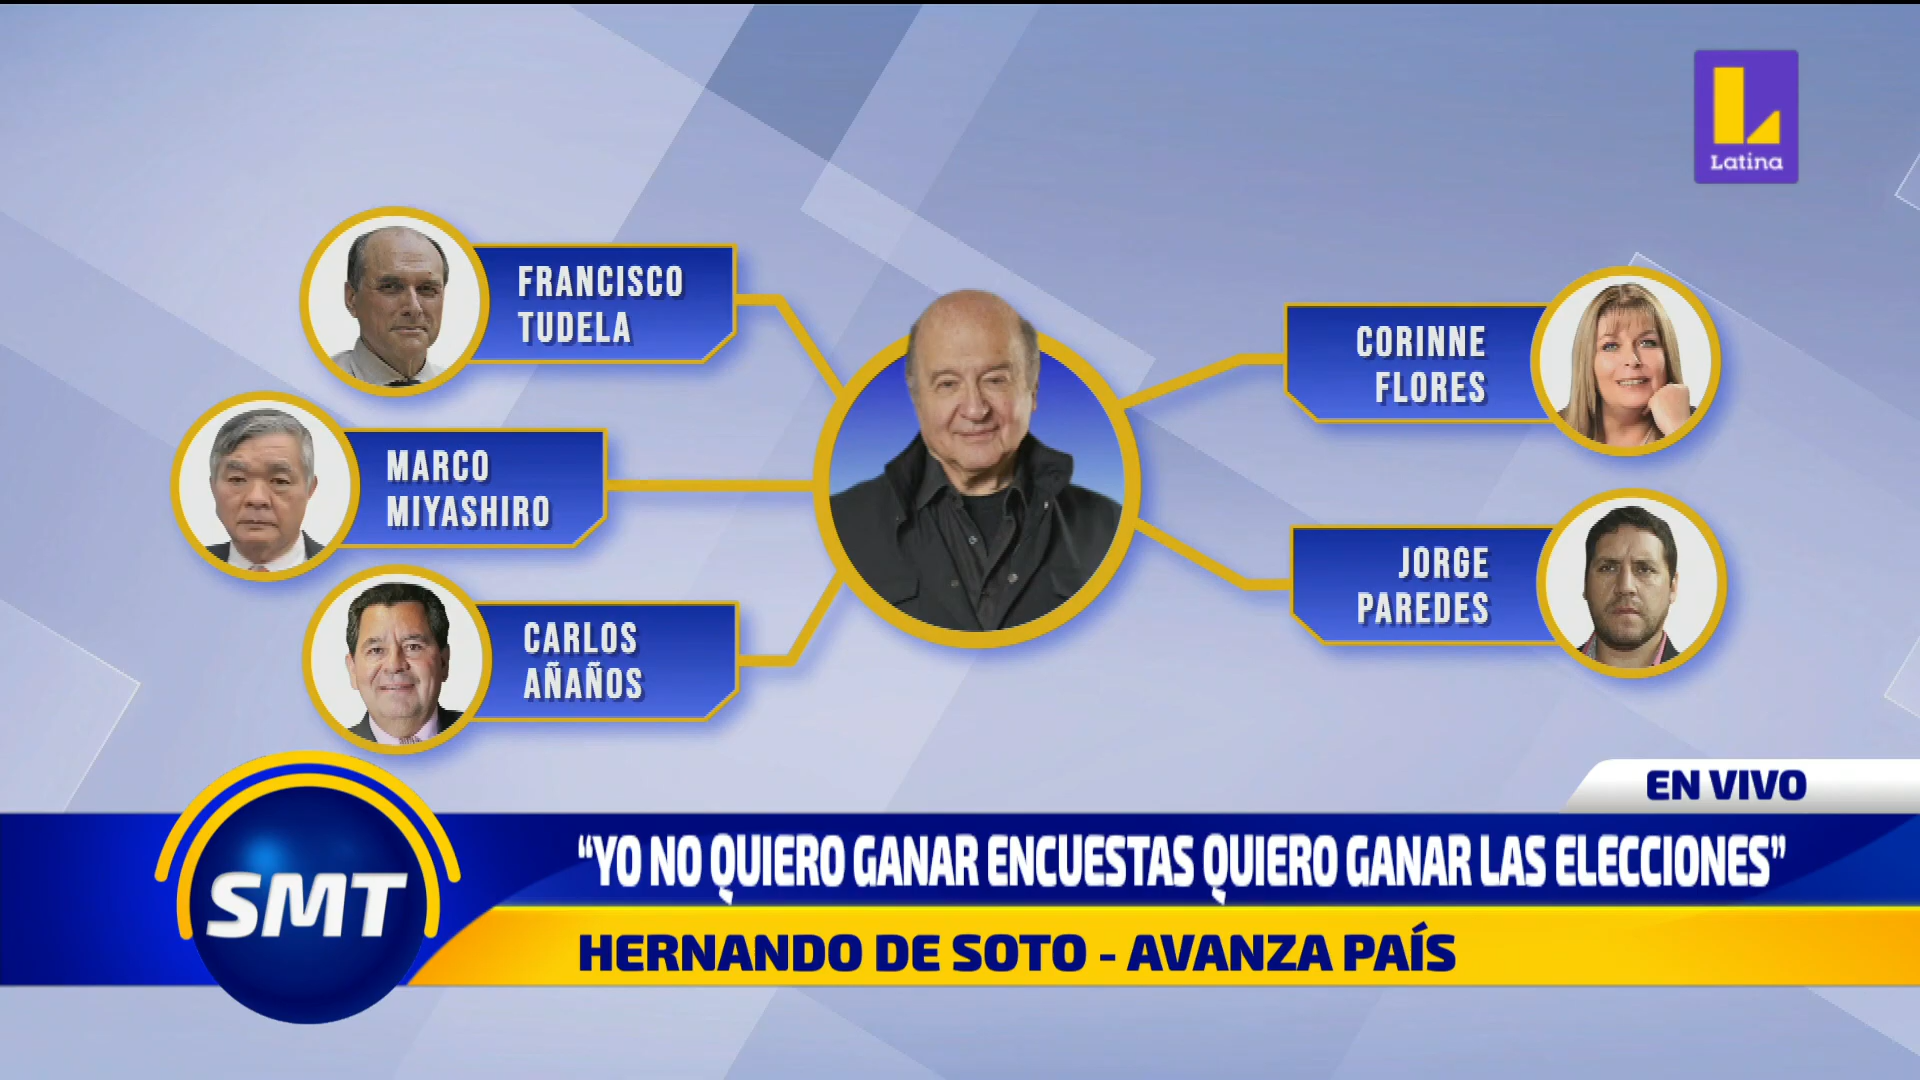 Latina
FRANCISCO
TUDELA
MARCO
MIYASHIRO
CARLOS
AÑAÑOS
CORINNE
FLORES
JORGE
PAREDES
EN VIVO
SMT
“YO NO QUIERO GANAR ENCUESTAS QUIERO GANAR LAS ELECCIONES”
HERNANDO DE SOTO - AVANZA PAÍS